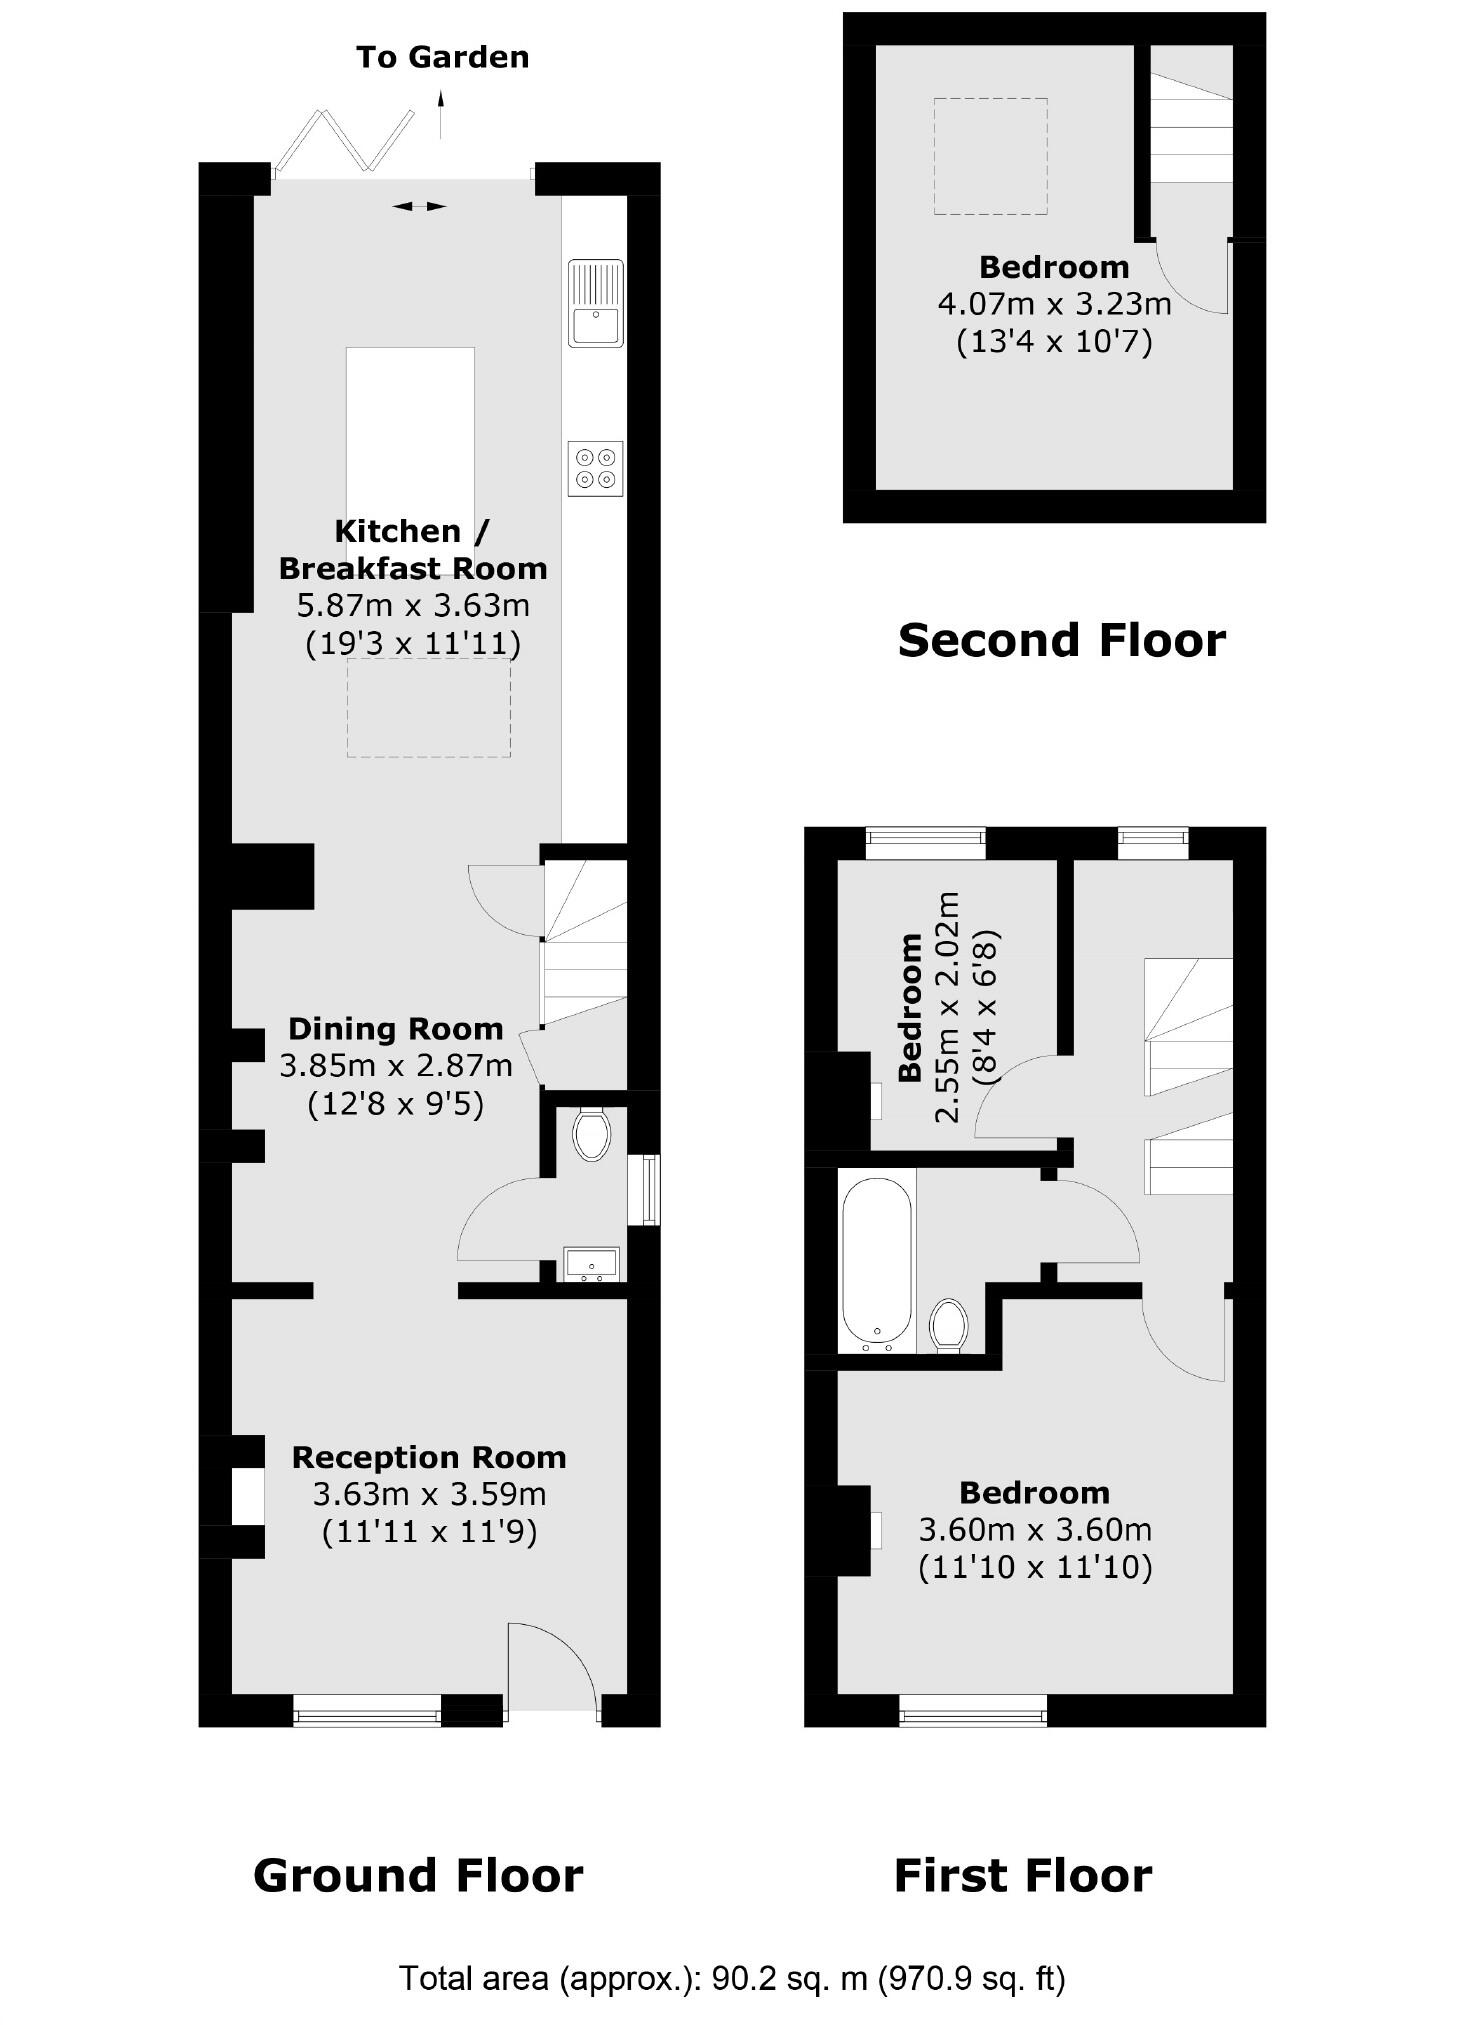 To Garden
Kitchen /
Breakfast Room
5.87m x 3.63m
(19'3 x 11'11)
Dining Room
3.85m x 2.87m
(12'8 x 9'5)
Reception Room
3.63m x 3.59m
(11'11 x 11'9)
Ground Floor
Bedroom
4.07m x 3.23m
(13'4 x 10'7)
Second Floor
Bedroom
2.55m x 2.02m
(8'4 x 6'8)
Bedroom
3.60m x 3.60m
(11'10 x 11'10)
First Floor
Total area (approx.): 90.2 sq. m (970.9 sq. ft)